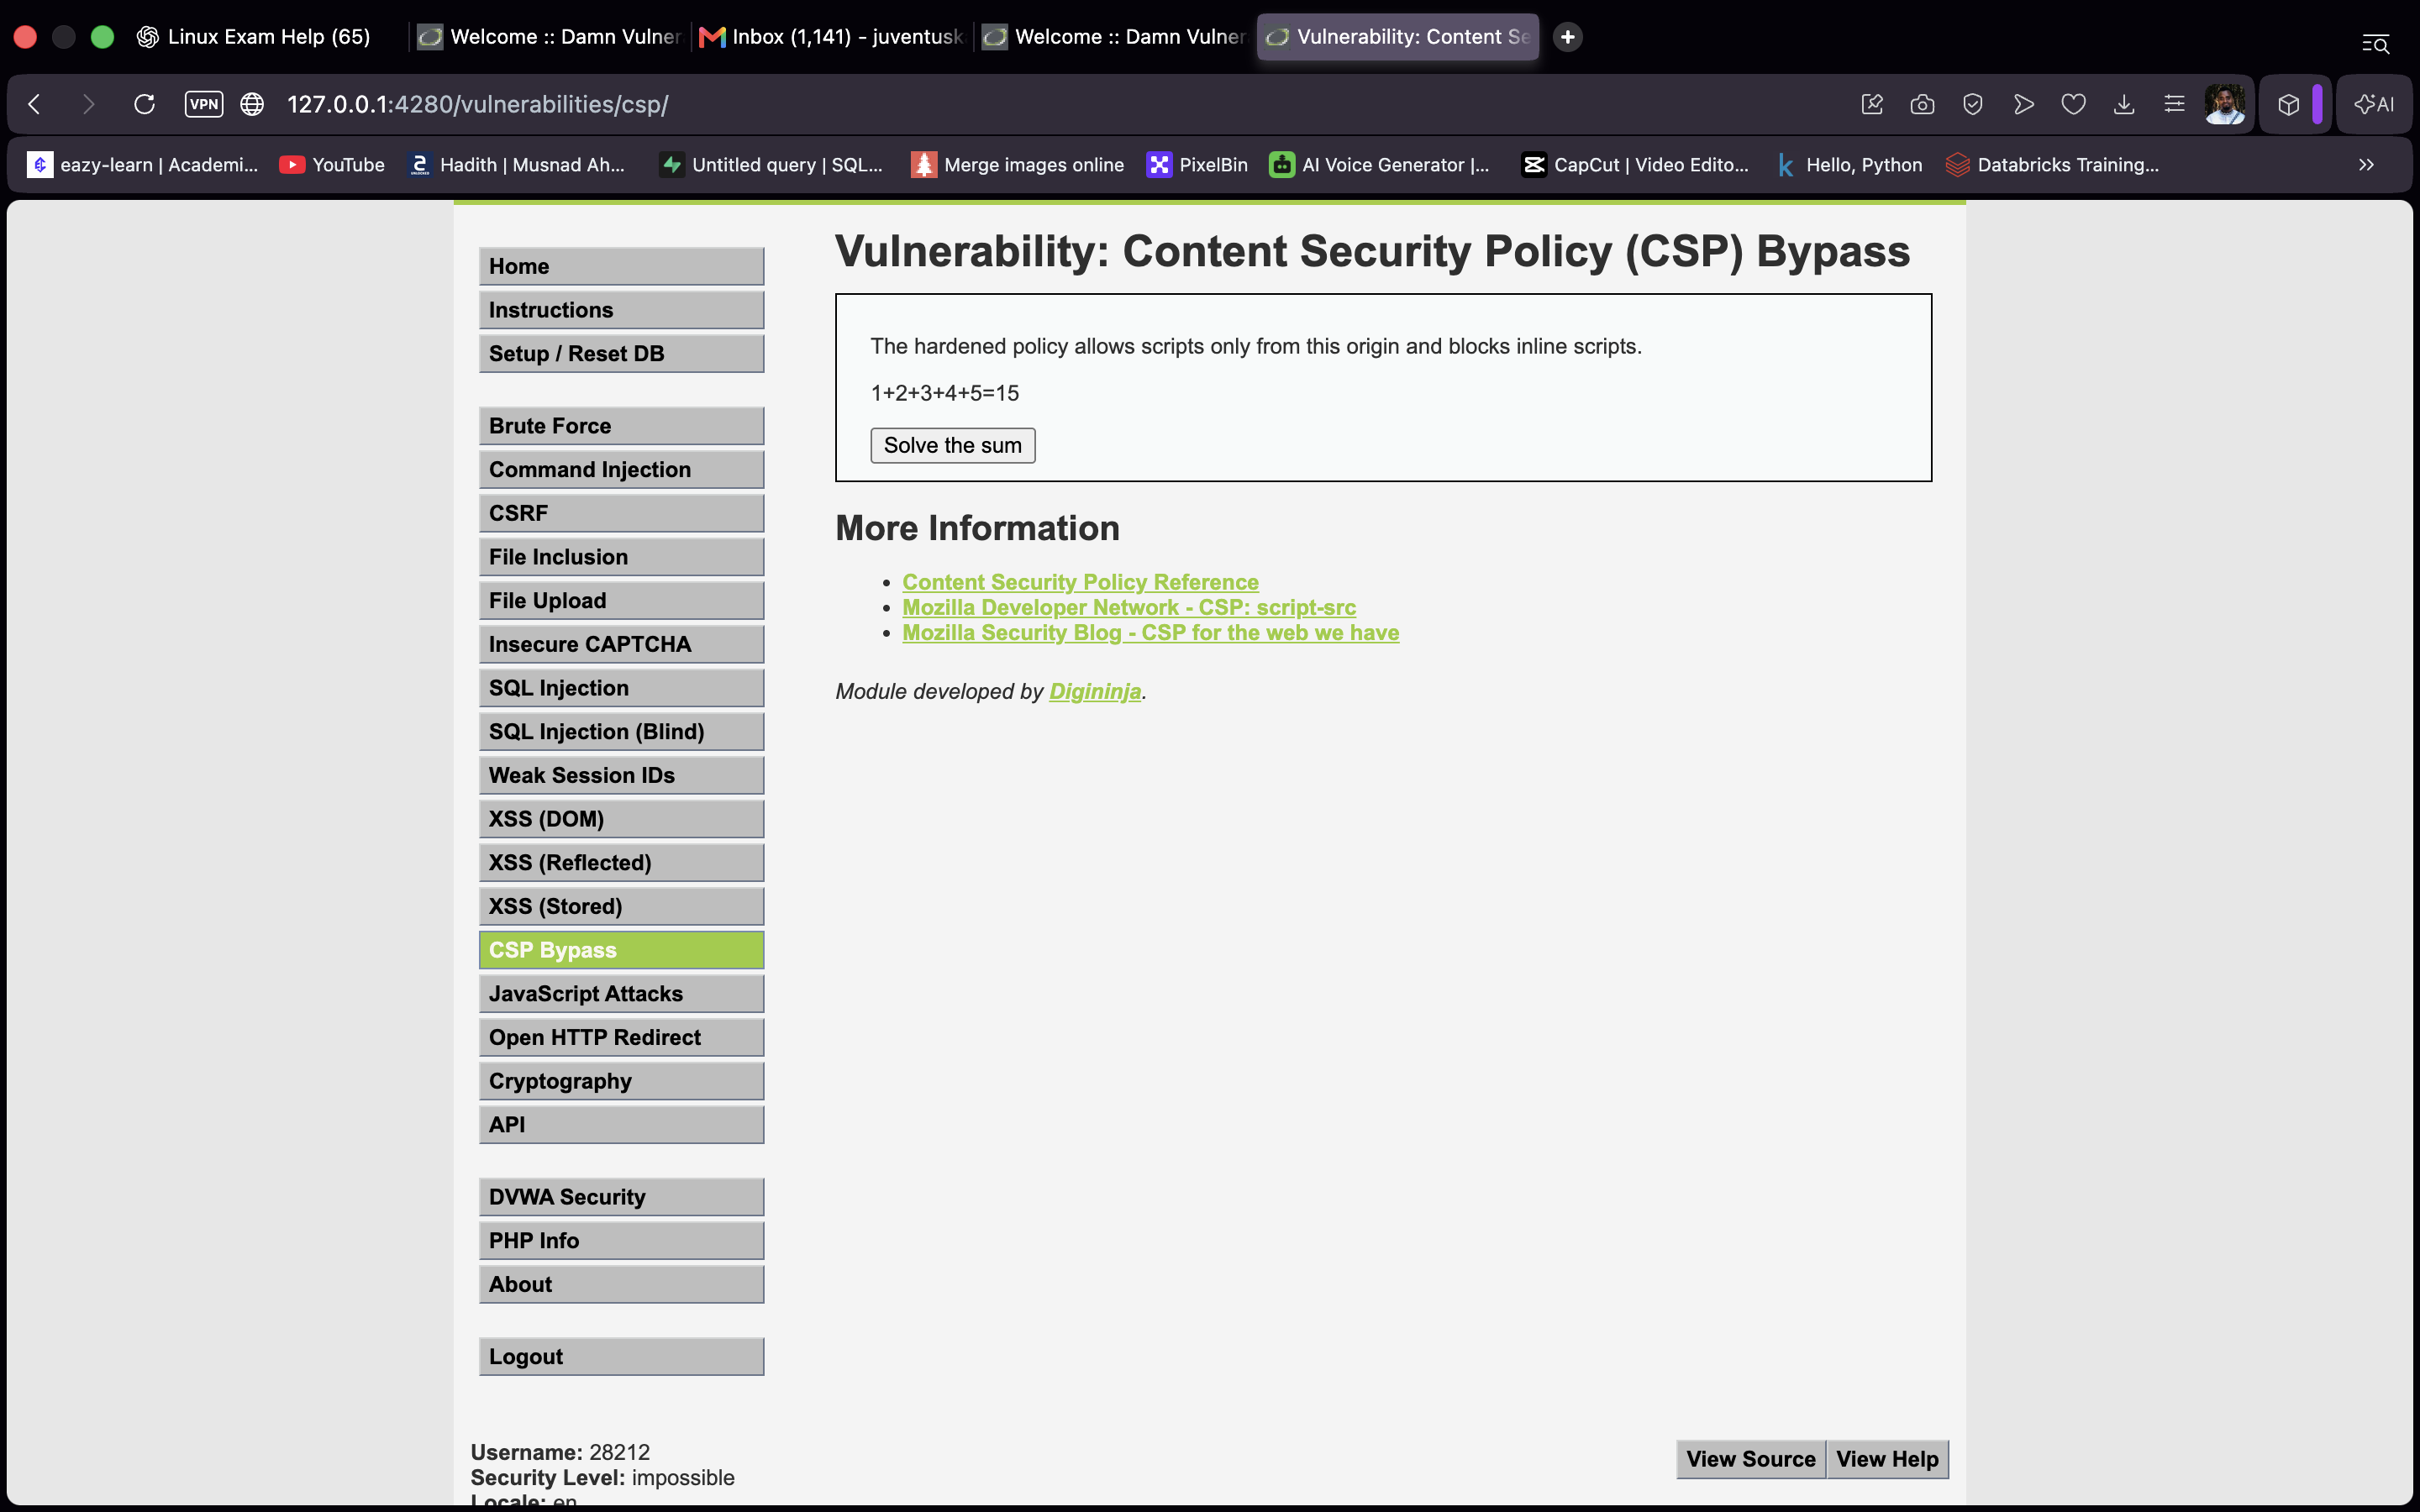 Linux Exam Help (65)
Welcome :: Damn Vulner
Inbox (1,141) - juventusk
Welcome :: Damn Vulner
Vulnerability: Content Se
VPN
127.0.0.1:4280/vulnerabilities/csp/
AI
eazy-learn | Academi...
YouTube
Hadith | Musnad Ah...
Untitled query | SQL...
Merge images online
PixelBin
AI Voice Generator |...
CapCut | Video Edito...
Hello, Python
Databricks Training...
Home
Instructions
Setup / Reset DB
Brute Force
Command Injection
CSRF
File Inclusion
File Upload
Insecure CAPTCHA
SQL Injection
SQL Injection (Blind)
Weak Session IDs
XSS (DOM)
XSS (Reflected)
XSS (Stored)
CSP Bypass
JavaScript Attacks
Open HTTP Redirect
Cryptography
API
DVWA Security
PHP Info
About
Logout
Vulnerability: Content Security Policy (CSP) Bypass
The hardened policy allows scripts only from this origin and blocks inline scripts.
1+2+3+4+5=15
Solve the sum
More Information
Content Security Policy Reference
Mozilla Developer Network - CSP: script-src
Mozilla Security Blog - CSP for the web we have
Module developed by Digininja.
Username: 28212
Security Level: impossible
Locale: en
View Source
View Help